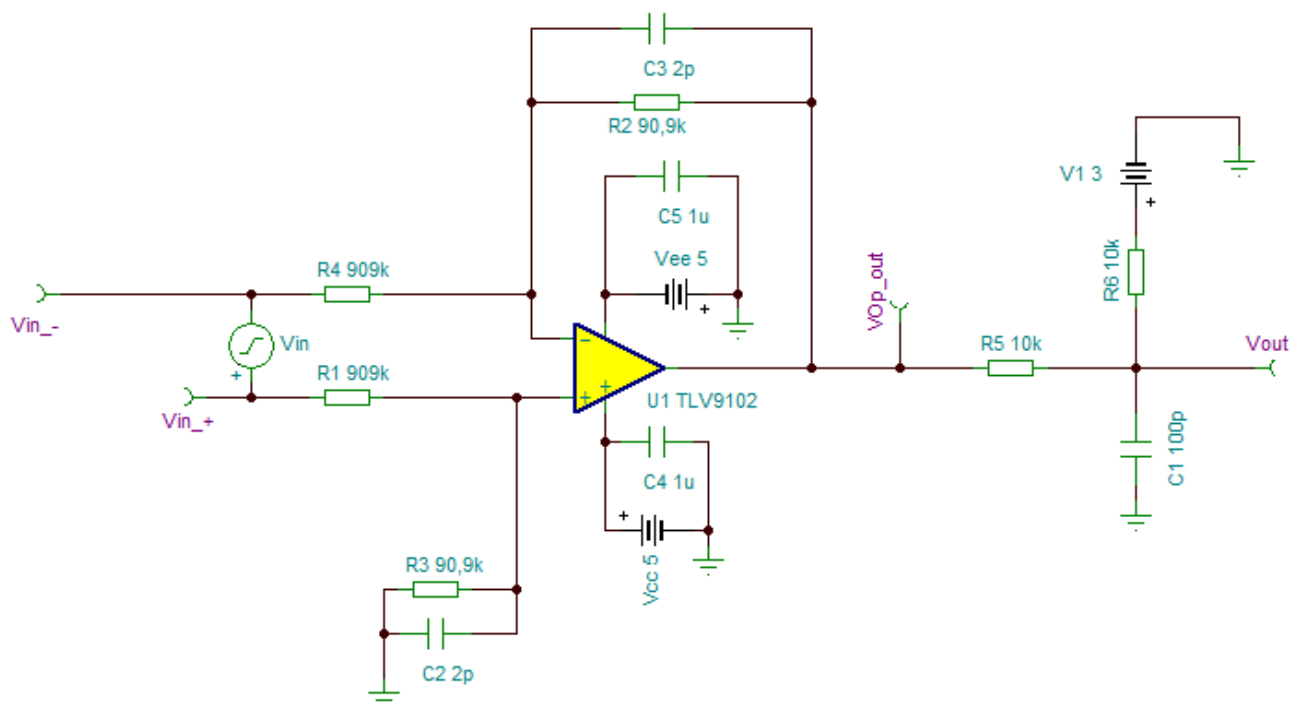 C3 2p
R2 90,9k
V1 3
+
C5 1u
R6 10k
R4 909k
Vee 5
+
VOp_out
Vin_-
Vin
+
R5 10k
Vout
R1 909k
Vin_+
U1 TLV9102
C4 1u
C1 100p
+
Vcc 5
R3 90,9k
C2 2p